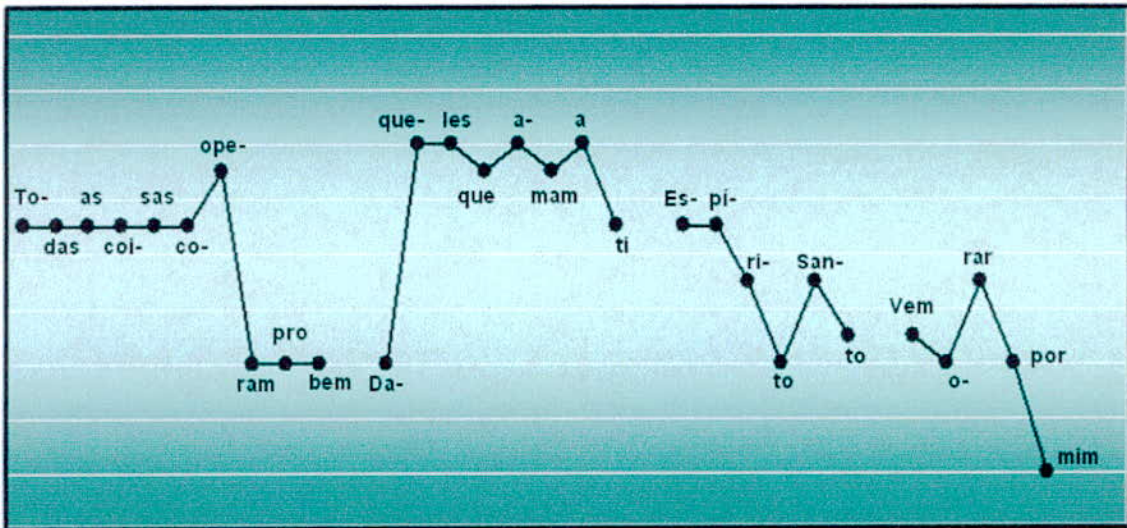 To- das as coi- sas co- ope- ram pro bem
Da- que- les que a- mam a ti
Es- pí- ri- to San- to
Vem o- rar por mim